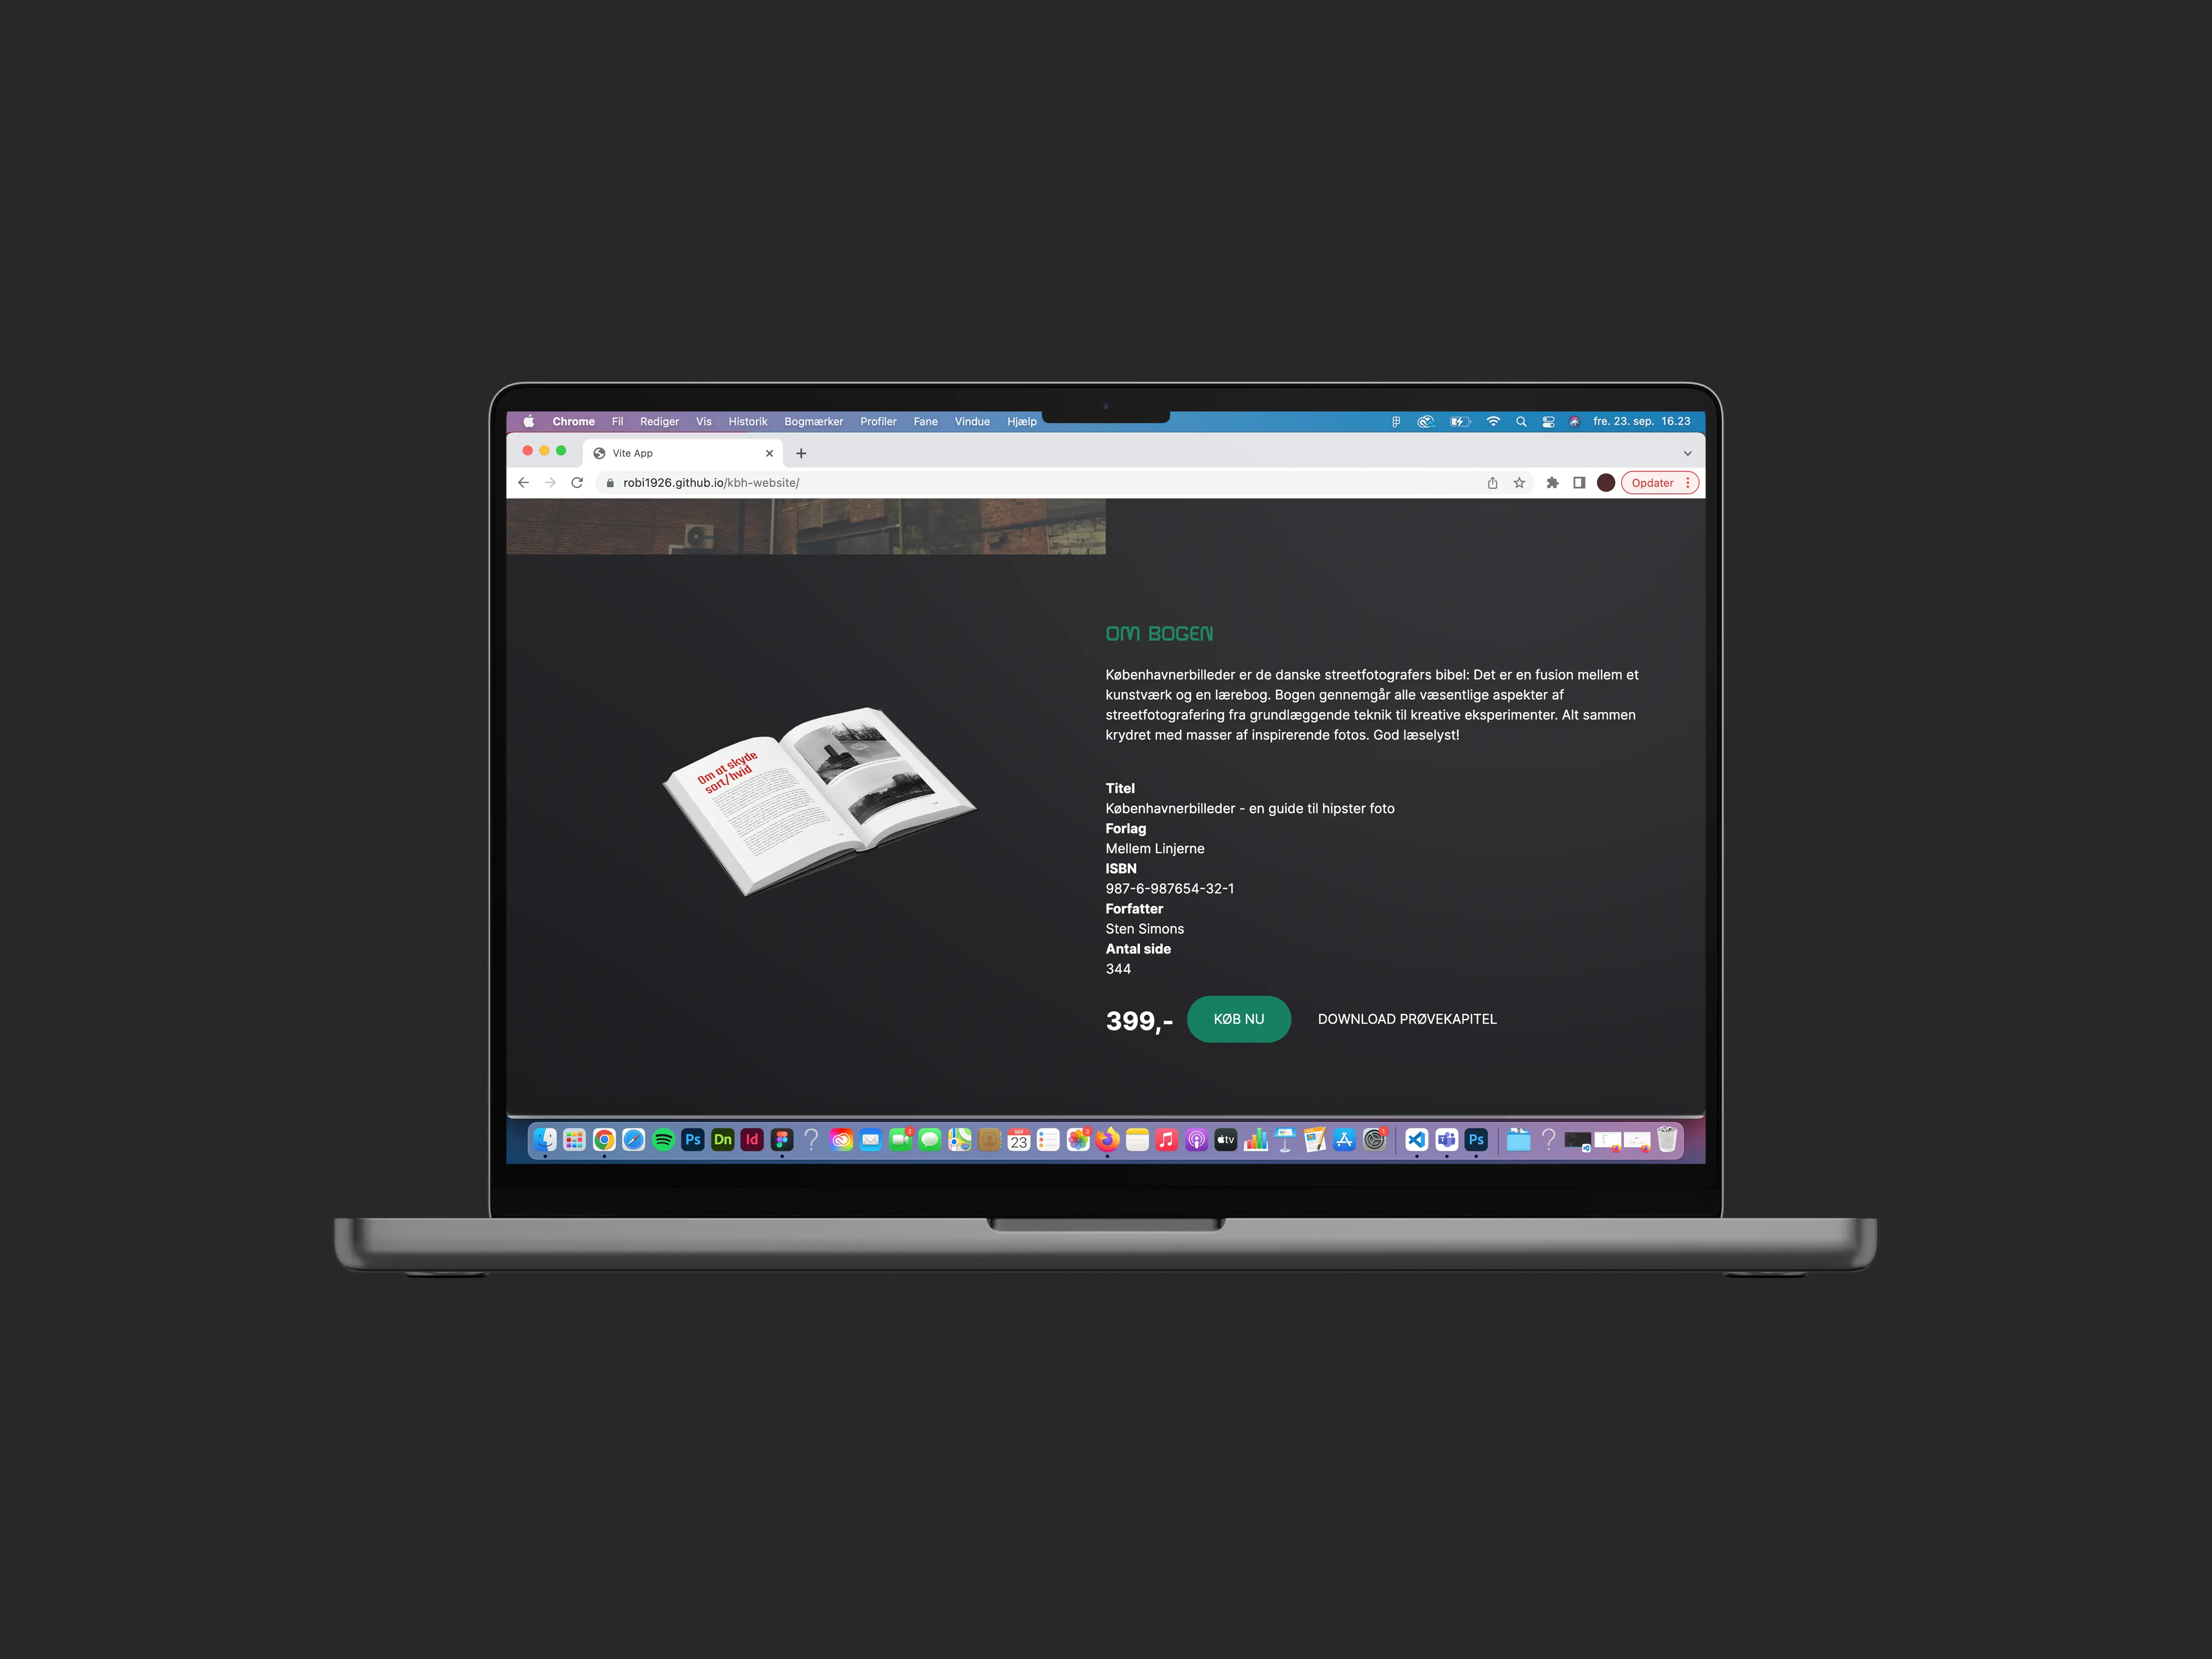 Chrome Fil Rediger Vis Historik Bogmærker Profiler Fane Vindue Hjælp fre. 23. sep. 16.23
Vite App
robi1926.github.io/kbh-website/ Opdater
OM BOGEN
Københavnerbilleder er de danske streetfotografers bibel: Det er en fusion mellem et
kunstværk og en lærebog. Bogen gennemgår alle væsentlige aspekter af
streetfotografering fra grundlæggende teknik til kreative eksperimenter. Alt sammen
krydret med masser af inspirerende fotos. God læselyst!
Om at skyde
sort/hvid
Titel
Københavnerbilleder - en guide til hipster foto
Forlag
Mellem Linjerne
ISBN
987-6-987654-32-1
Forfatter
Sten Simons
Antal side
344
399,- KØB NU DOWNLOAD PRØVEKAPITEL
Ps Dn Id SEP 23 tv Ps